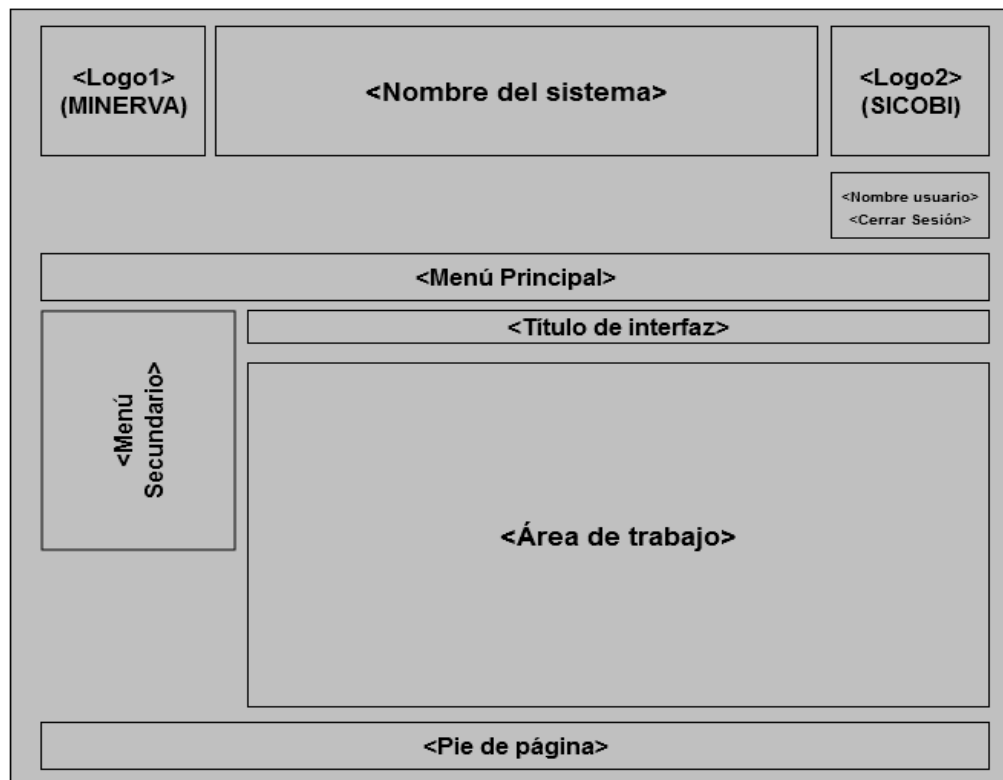 <Logo1>
(MINERVA)
<Nombre del sistema>
<Logo2>
(SICOBI)
<Nombre usuario>
<Cerrar Sesión>
<Menú Principal>
<Menú
Secundario>
<Título de interfaz>
<Área de trabajo>
<Pie de página>